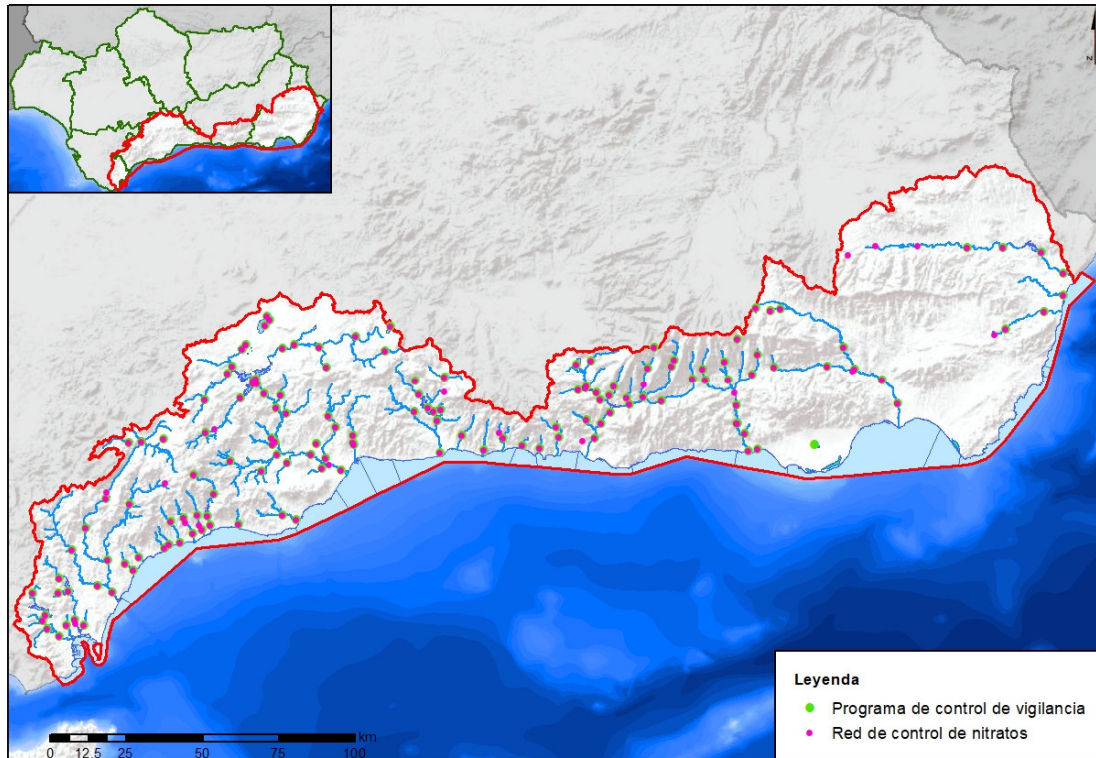 N
Leyenda
Programa de control de vigilancia
Red de control de nitratos
km
0 12.5 25 50 75 100